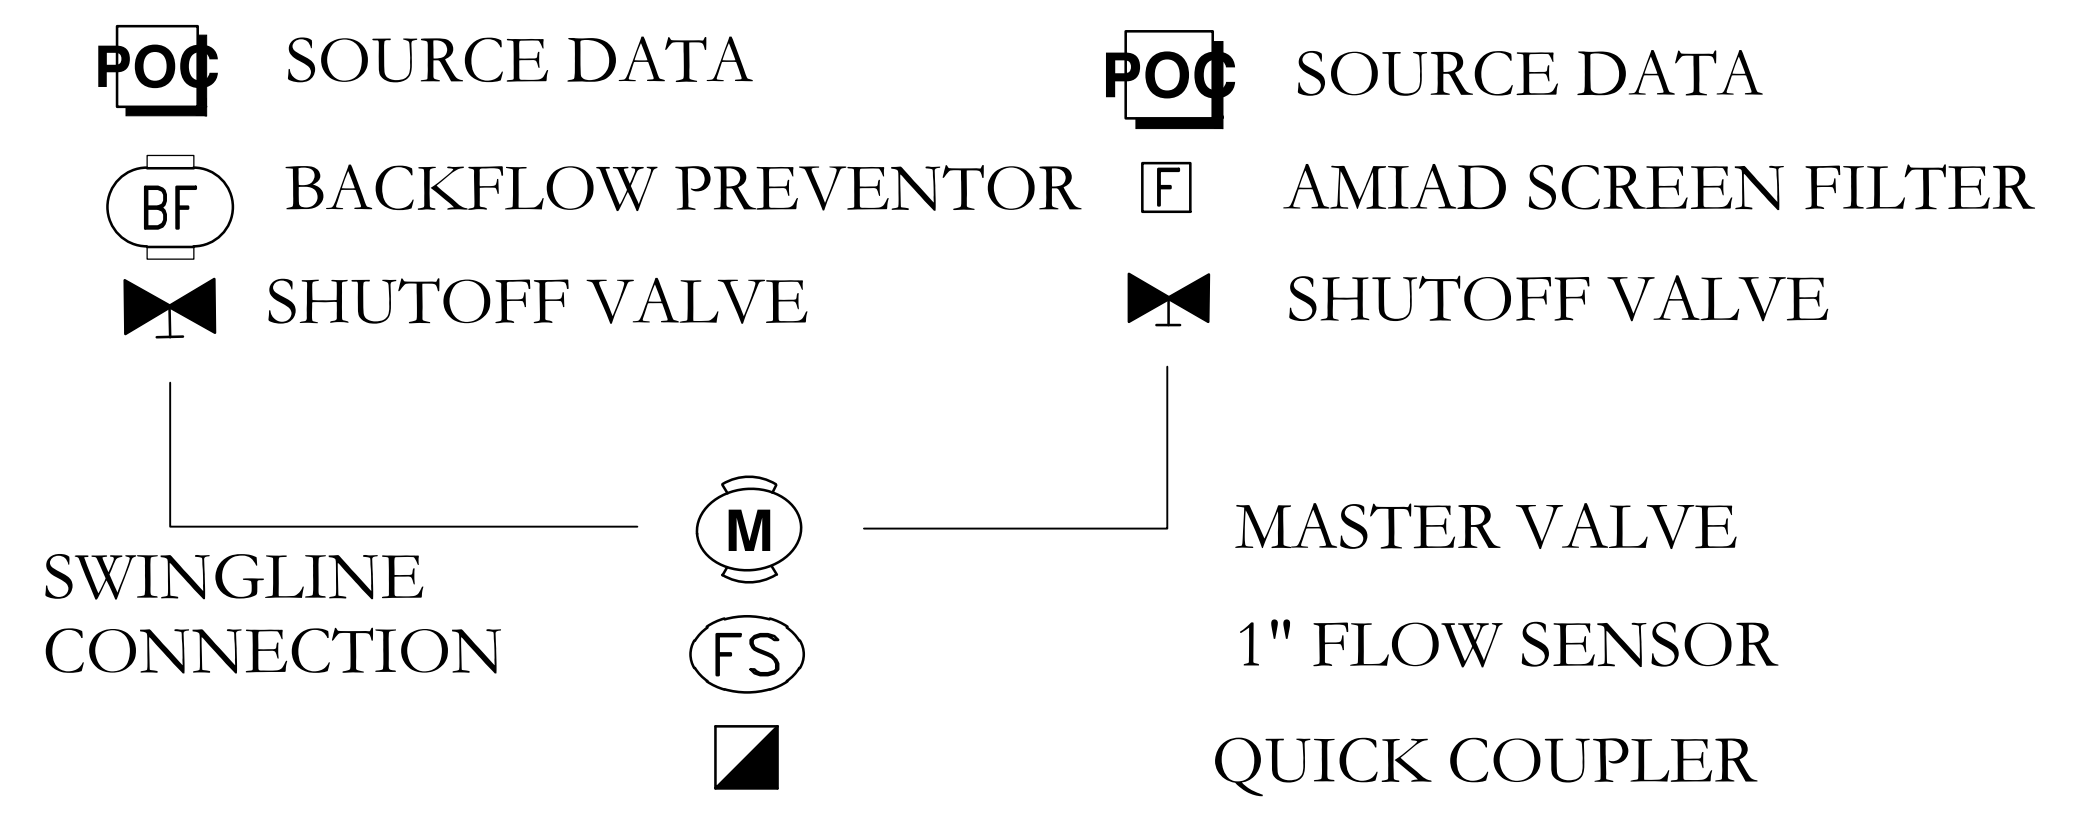 POC SOURCE DATA
POC SOURCE DATA
BF BACKFLOW PREVENTOR
F AMIAD SCREEN FILTER
SHUTOFF VALVE
SHUTOFF VALVE
M MASTER VALVE
SWINGLINE
CONNECTION
FS 1" FLOW SENSOR
QUICK COUPLER